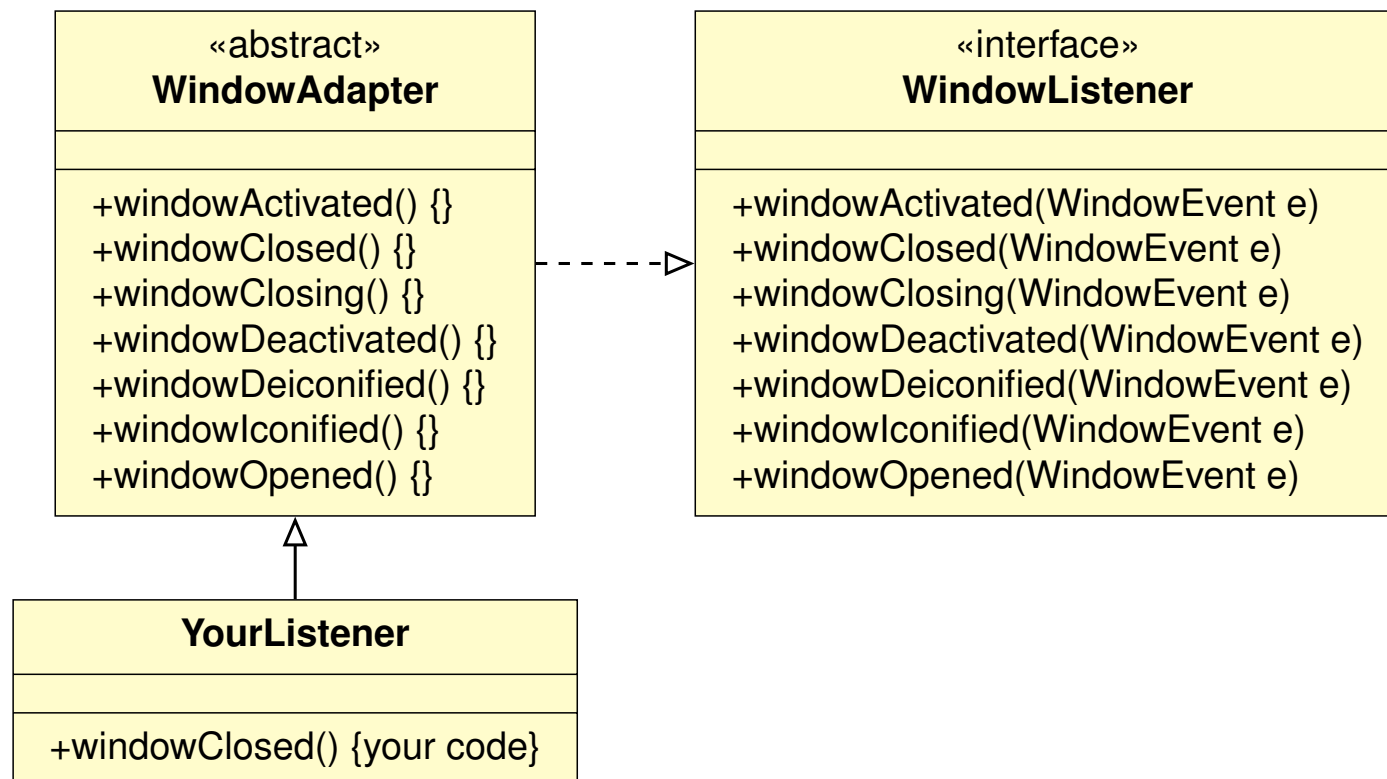 «abstract»
WindowAdapter
+windowActivated() {}
+windowClosed() {}
+windowClosing() {}
+windowDeactivated() {}
+windowDeiconified() {}
+windowIconified() {}
+windowOpened() {}
«interface»
WindowListener
+windowActivated(WindowEvent e)
+windowClosed(WindowEvent e)
+windowClosing(WindowEvent e)
+windowDeactivated(WindowEvent e)
+windowDeiconified(WindowEvent e)
+windowIconified(WindowEvent e)
+windowOpened(WindowEvent e)
YourListener
+windowClosed() {your code}